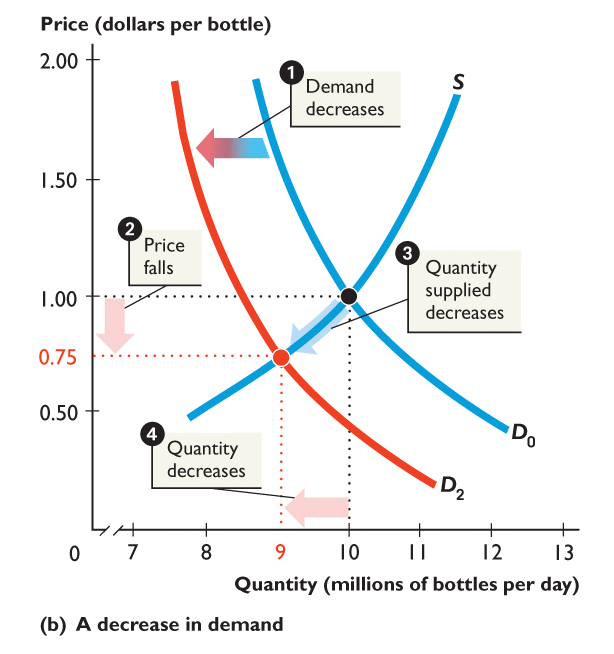 Price (dollars per bottle)
2.00
1
Demand
decreases
S
1.50
2
Price
falls
3
Quantity
supplied
decreases
1.00
0.75
0.50
4
Quantity
decreases
D0
D2
0 7 8 9 10 11 12 13
Quantity (millions of bottles per day)
(b) A decrease in demand